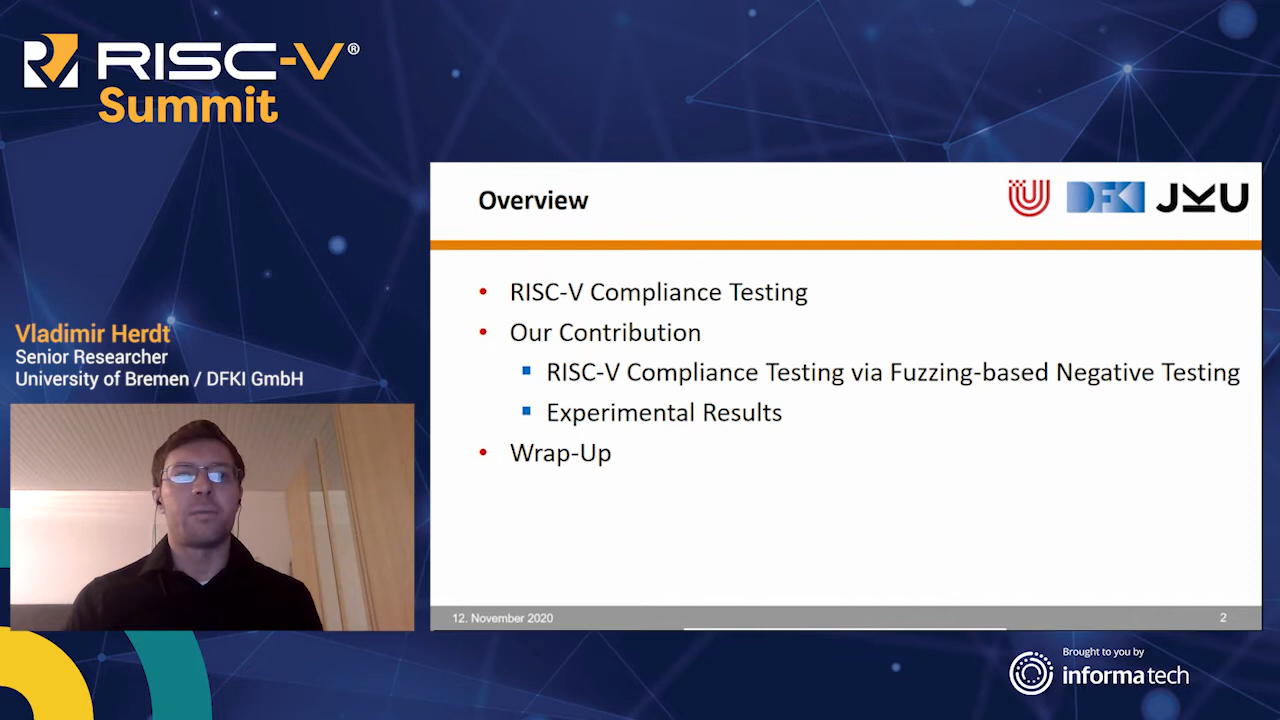 RISC-V®
Summit
Overview
DFKI JKU
• RISC-V Compliance Testing
• Our Contribution
▪ RISC-V Compliance Testing via Fuzzing-based Negative Testing
▪ Experimental Results
• Wrap-Up
12. November 2020
2
Vladimir Herdt
Senior Researcher
University of Bremen / DFKI GmbH
Brought to you by
informa tech